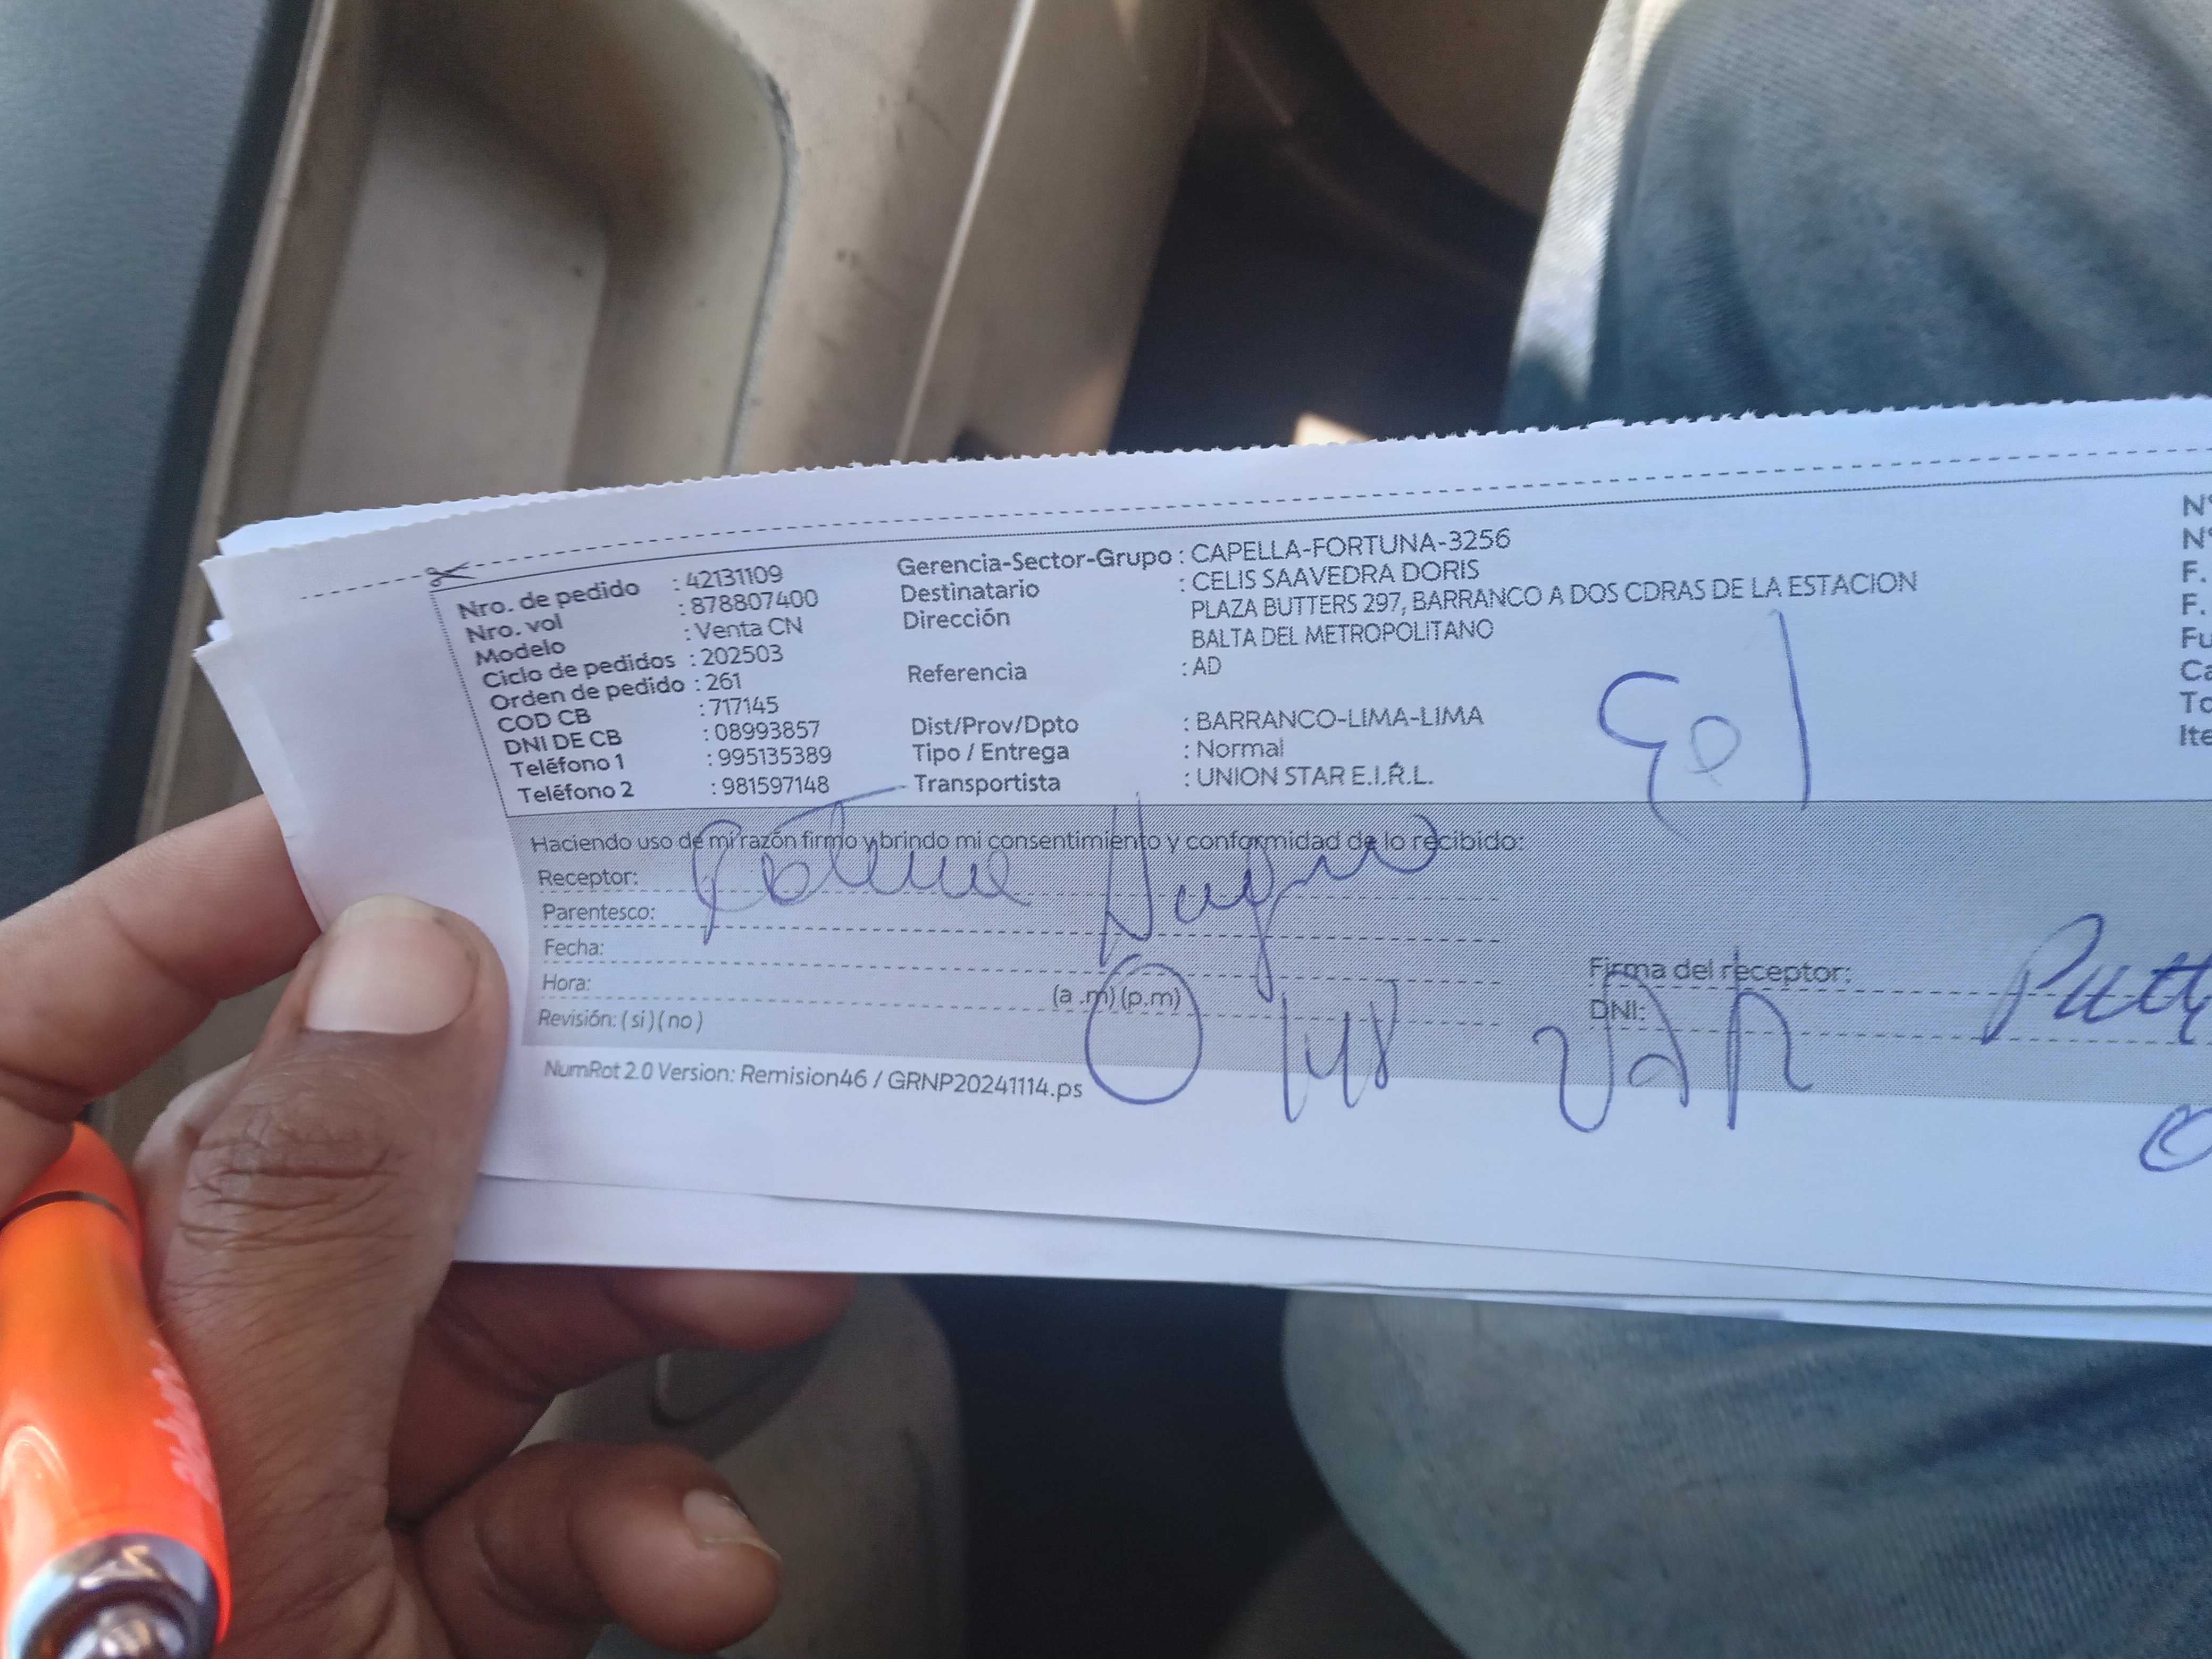 Nro. de pedido : 42131109
Nro. vol : 878807400
Modelo : Venta CN
Ciclo de pedidos : 202503
Orden de pedido : 261
COD CB : 717145
DNI DE CB : 08993857
Teléfono 1 : 995135389
Teléfono 2 : 981597148
Gerencia-Sector-Grupo : CAPELLA-FORTUNA-3256
Destinatario : CELIS SAAVEDRA DORIS
Dirección PLAZA BUTTERS 297, BARRANCO A DOS CDRAS DE LA ESTACION
BALTA DEL METROPOLITANO
Referencia : AD
Dist/Prov/Dpto : BARRANCO-LIMA-LIMA
Tipo / Entrega : Normal
Transportista : UNION STAR E.I.R.L.
N°
N°
F.
F.
Fu
Ca
To
Ite
Haciendo uso de mi razón firmo y brindo mi consentimiento y conformidad de lo recibido:
Receptor:
Parentesco:
Fecha:
Hora: (a .m) (p.m)
Revisión: ( si ) ( no )
Firma del receptor:
DNI:
NumRot 2.0 Version: Remision46 / GRNP20241114.ps